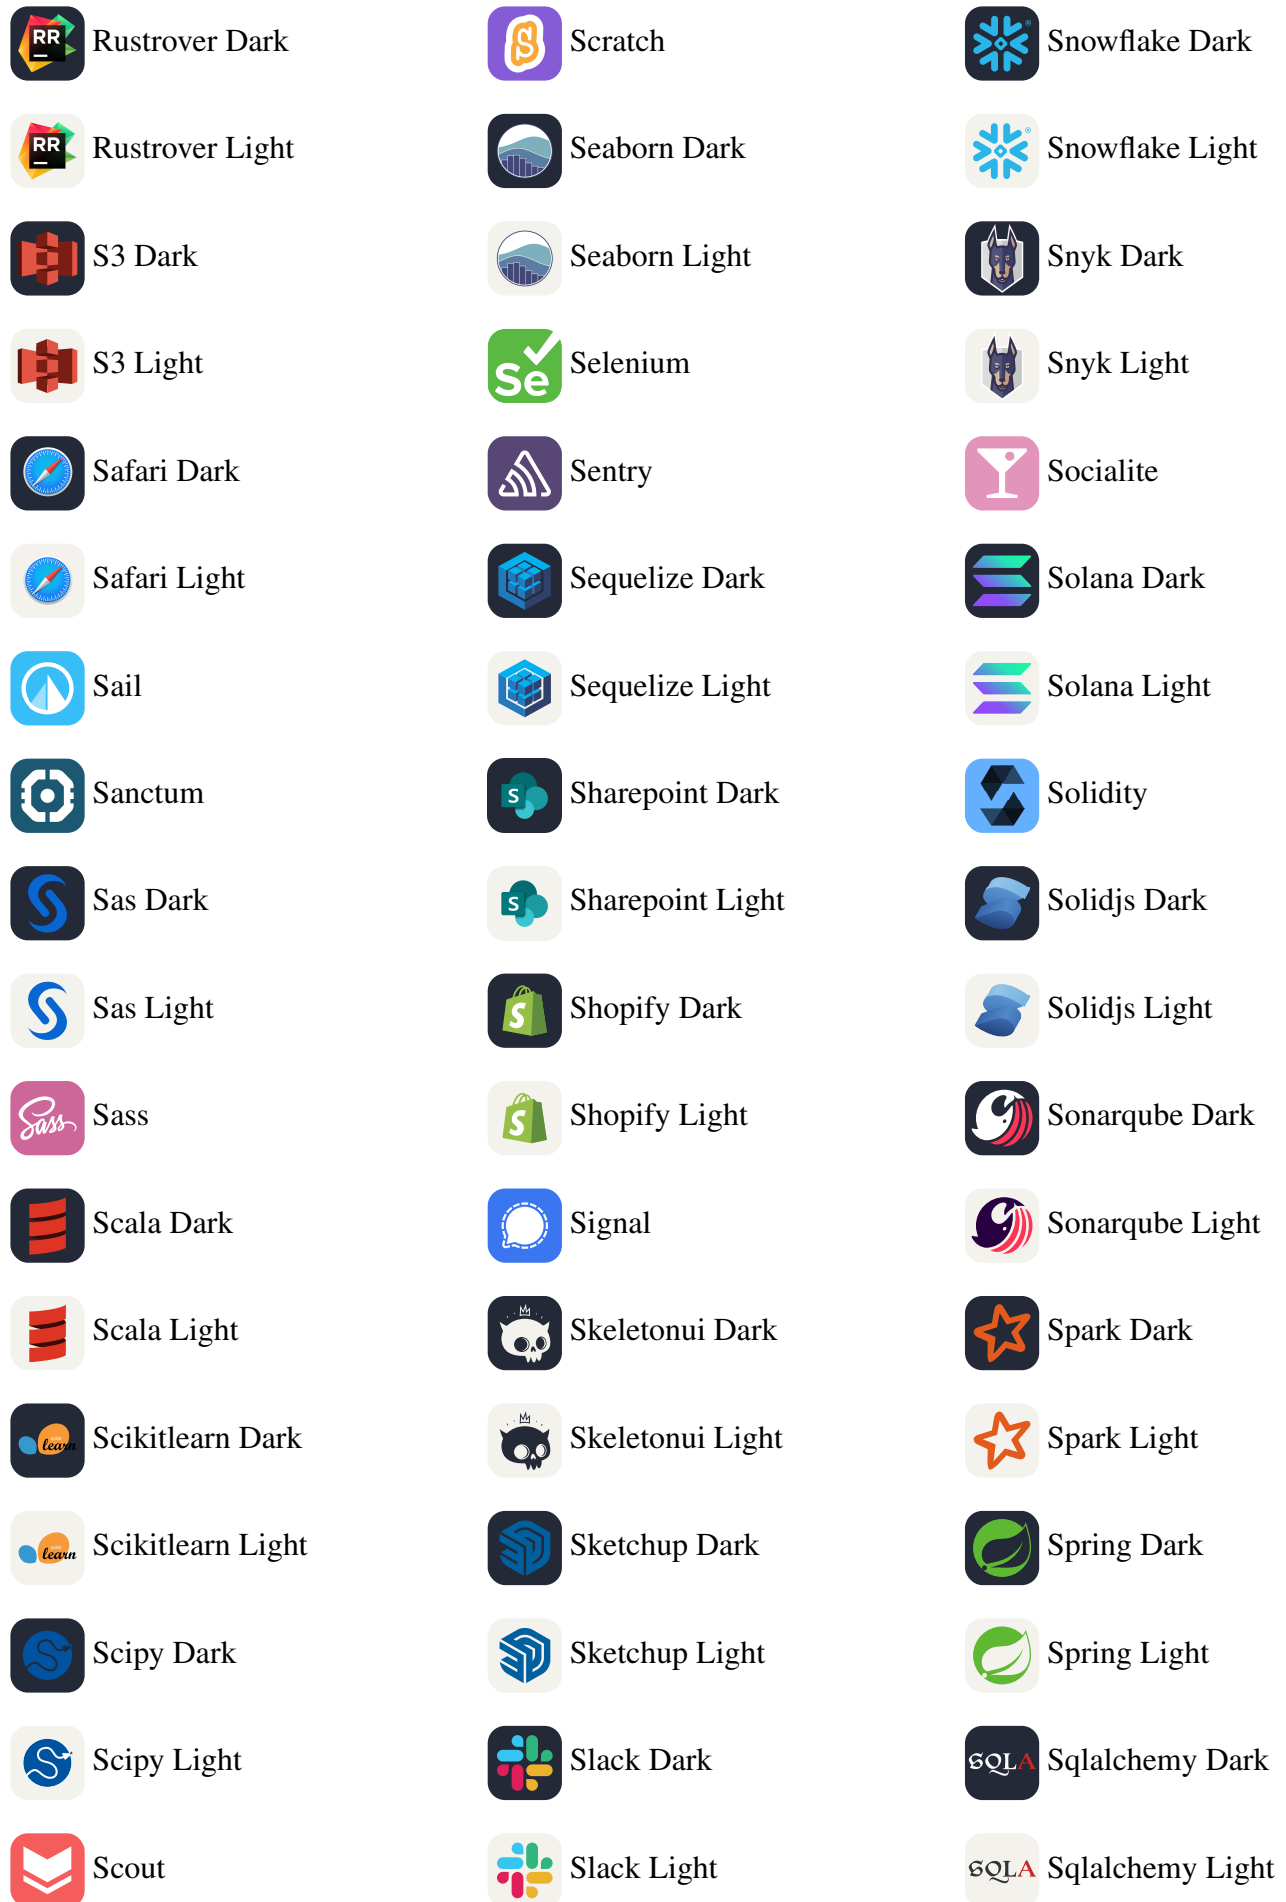 RR Rustrover Dark
RR Rustrover Light
S3 Dark
S3 Light
Safari Dark
Safari Light
Sail
Sanctum
Sas Dark
Sas Light
Sass Sass
Scala Dark
Scala Light
learn Scikitlearn Dark
learn Scikitlearn Light
Scipy Dark
Scipy Light
Scout
S Scratch
Seaborn Dark
Seaborn Light
Se Selenium
Sentry
Sequelize Dark
Sequelize Light
S Sharepoint Dark
S Sharepoint Light
S Shopify Dark
S Shopify Light
Signal
Skeletonui Dark
Skeletonui Light
Sketchup Dark
Sketchup Light
Slack Dark
Slack Light
Snowflake Dark
Snowflake Light
Snyk Dark
Snyk Light
Socialite
Solana Dark
Solana Light
Solidity
Solidjs Dark
Solidjs Light
Sonarqube Dark
Sonarqube Light
Spark Dark
Spark Light
Spring Dark
Spring Light
SQLA Sqlalchemy Dark
SQLA Sqlalchemy Light